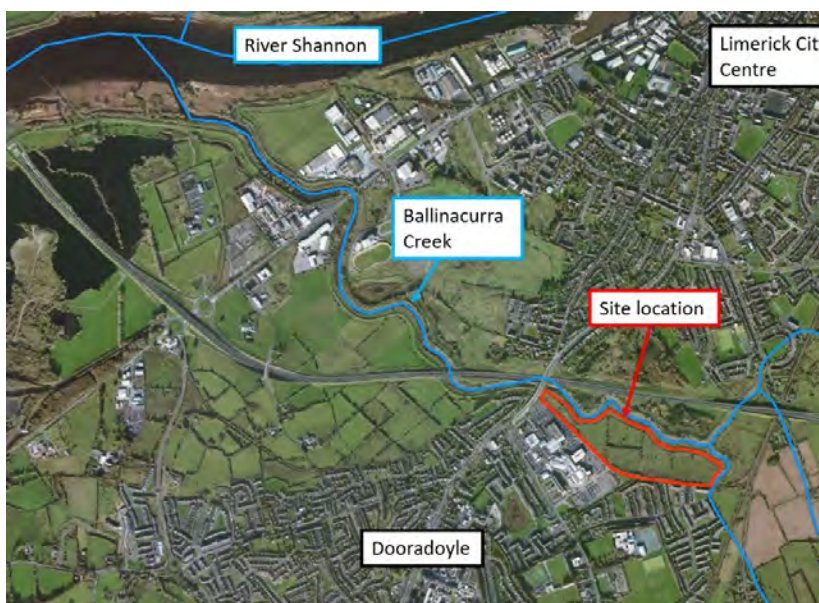 River Shannon
Limerick Cit
Centre
Ballinacurra
Creek
Site location
Dooradoyle